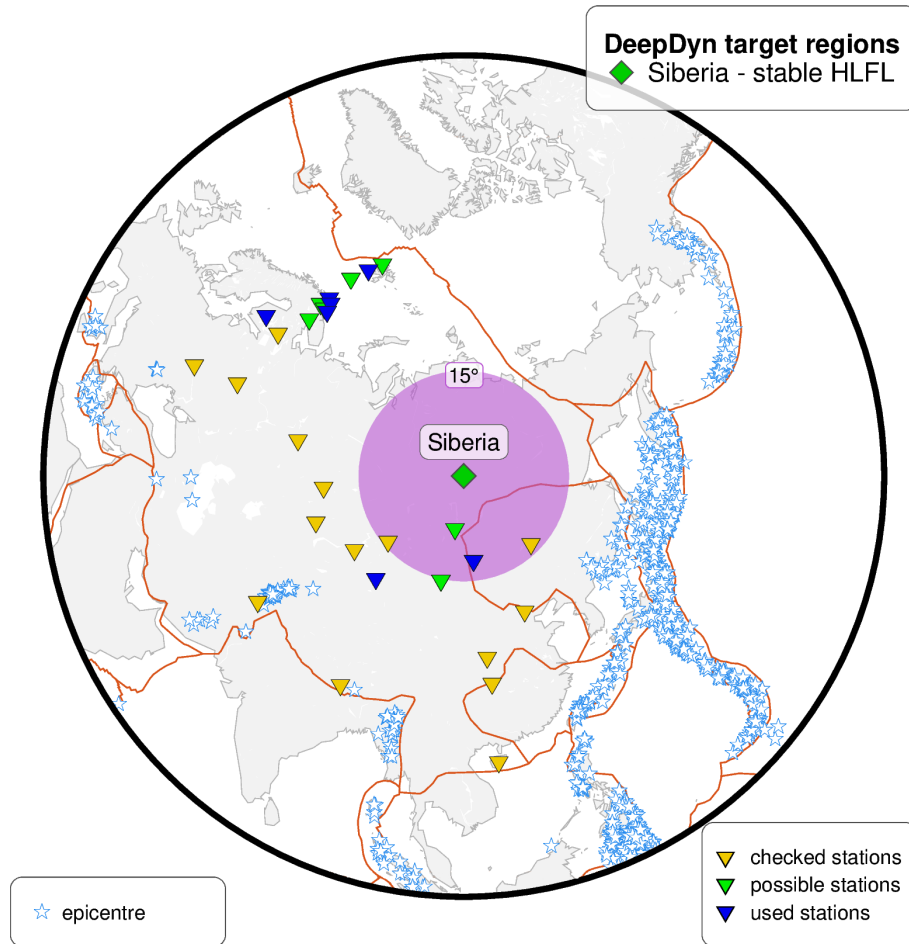 DeepDyn target regions
Siberia - stable HLFL
15°
Siberia
checked stations
possible stations
used stations
epicentre